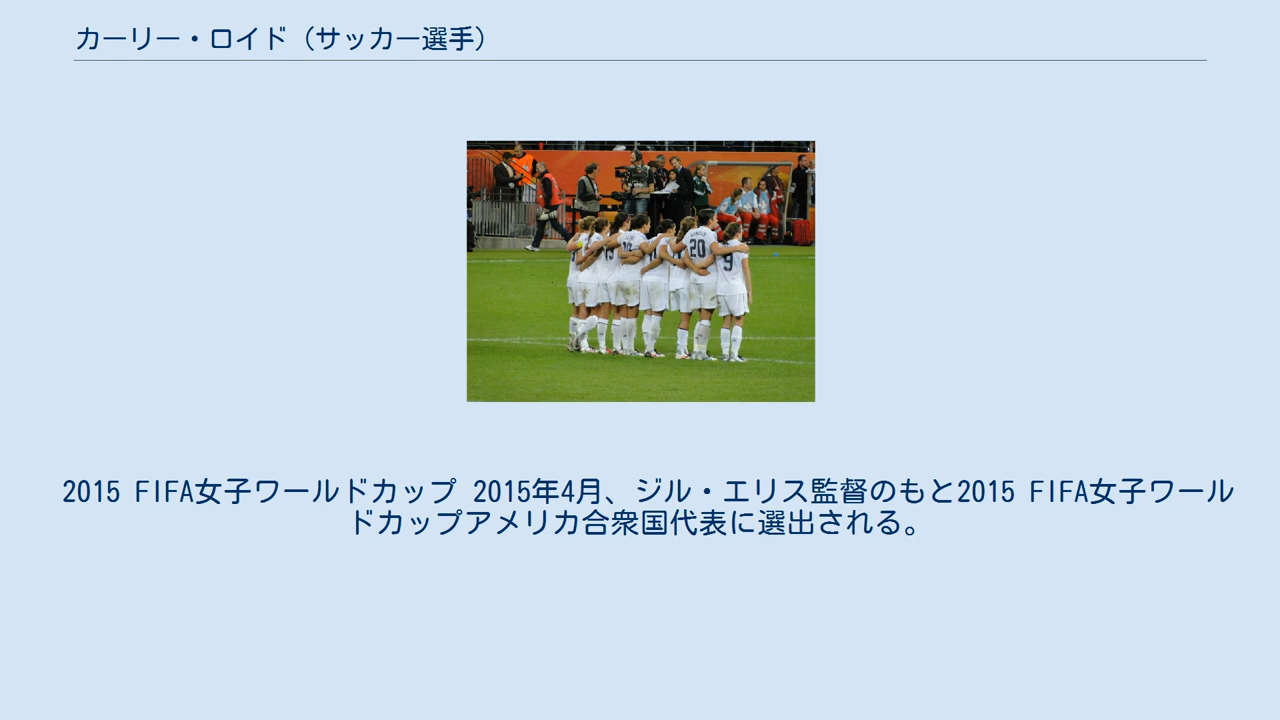 カーリー・ロイド（サッカー選手）
20
9
2015 FIFA女子ワールドカップ 2015年4月、ジル・エリス監督のもと2015 FIFA女子ワール
ドカップアメリカ合衆国代表に選出される。